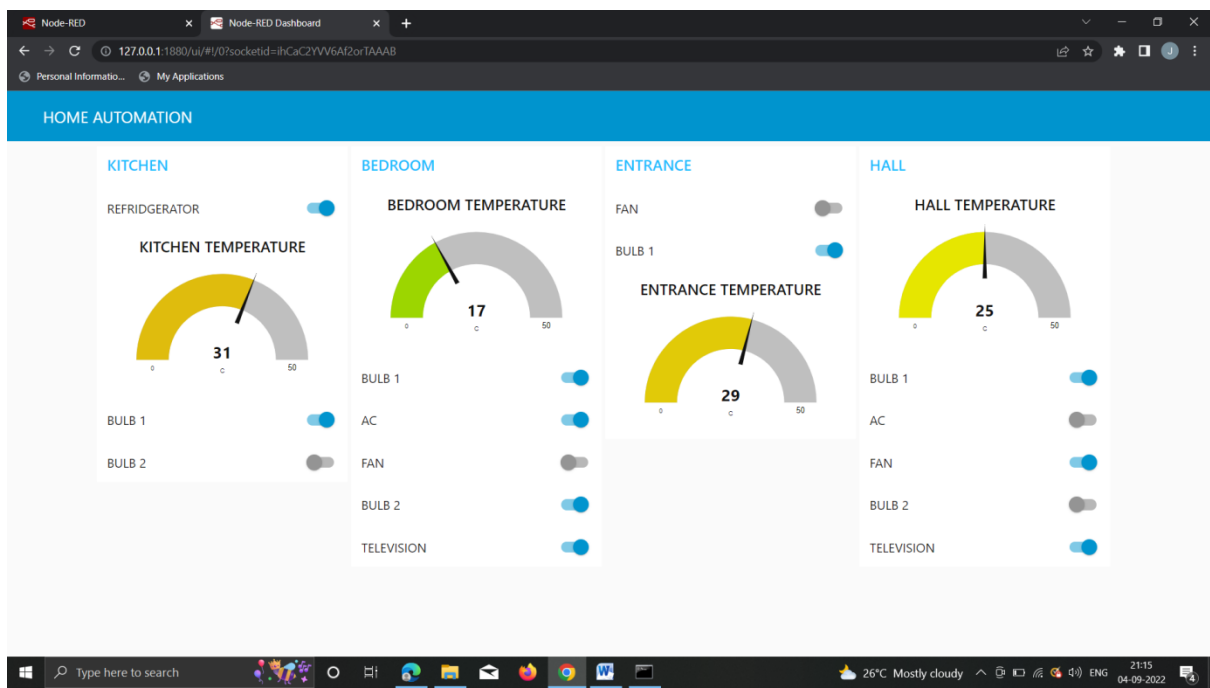 Node-RED
Node-RED Dashboard
127.0.0.1:1880/ui/#!/0?socketid=ihCaC2YVV6Af2orTAAAB
J
Personal Informatio...
My Applications
HOME AUTOMATION
KITCHEN
REFRIDGERATOR
KITCHEN TEMPERATURE
31
0
C
50
BULB 1
BULB 2
BEDROOM
BEDROOM TEMPERATURE
17
0
C
50
BULB 1
AC
FAN
BULB 2
TELEVISION
ENTRANCE
FAN
BULB 1
ENTRANCE TEMPERATURE
29
0
C
50
HALL
HALL TEMPERATURE
25
0
C
50
BULB 1
AC
FAN
BULB 2
TELEVISION
Type here to search
W
26°C Mostly cloudy
ENG
21:15
04-09-2022
4